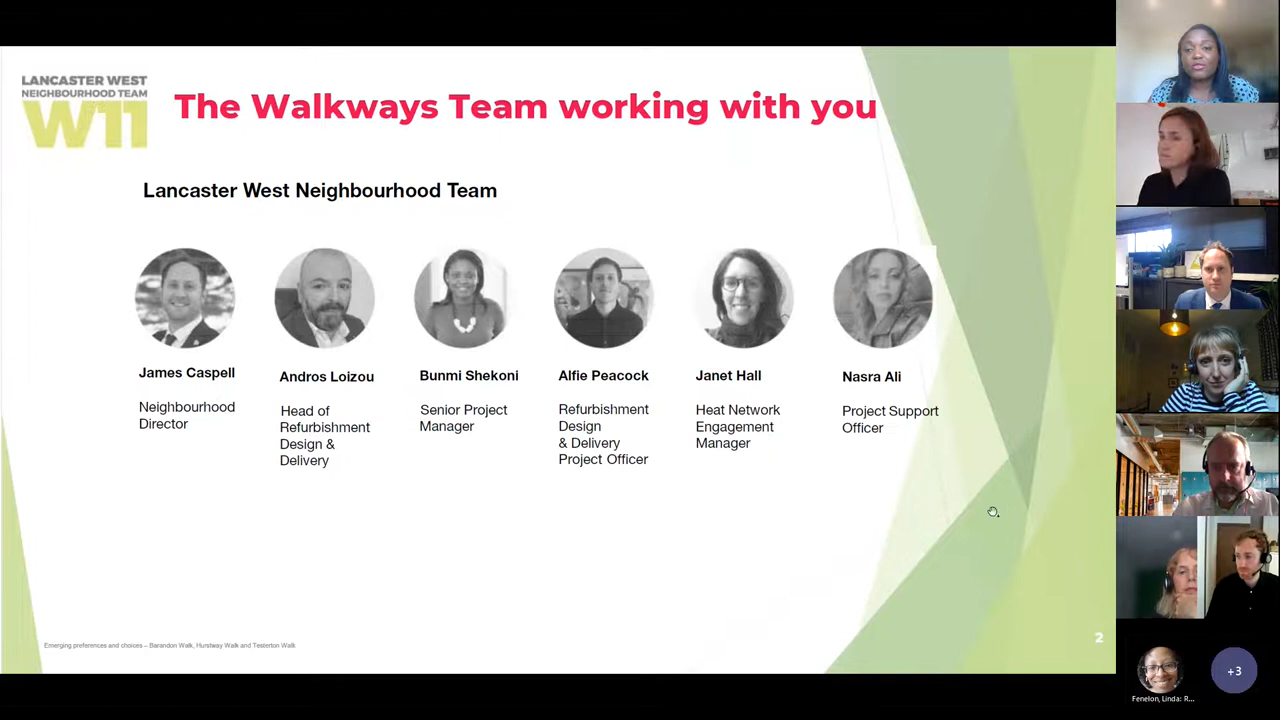 LANCASTER WEST
NEIGHBOURHOOD TEAM
W11
The Walkways Team working with you
Lancaster West Neighbourhood Team
James Caspell
Neighbourhood
Director
Andros Loizou
Head of
Refurbishment
Design &
Delivery
Bunmi Shekoni
Senior Project
Manager
Alfie Peacock
Refurbishment
Design
& Delivery
Project Officer
Janet Hall
Heat Network
Engagement
Manager
Nasra Ali
Project Support
Officer
Emerging preferences and choices – Barandon Walk, Hurstway Walk and Testerton Walk
2
Fenelon, Linda: R...
+3